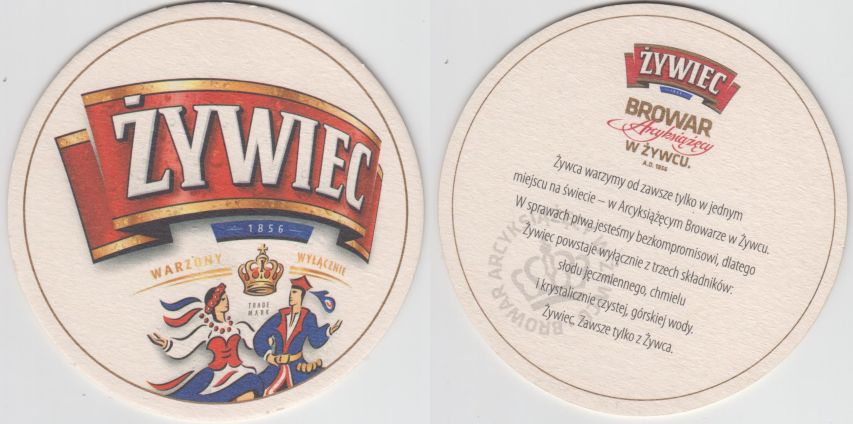 ŻYWIEC
1856
WARZONY WYŁĄCZNIE
TRADE
MARK
ŻYWIEC
1856
BROWAR
Arcyksiążęcy
W ŻYWCU.
A.D. 1856
Żywca warzymy od zawsze tylko w jednym
miejscu na świecie – w Arcyksiążęcym Browarze w Żywcu.
W sprawach piwa jesteśmy bezkompromisowi, dlatego
Żywiec powstaje wyłącznie z trzech składników:
słodu jęczmiennego, chmielu
I krystalicznie czystej, górskiej wody.
Żywiec. Zawsze tylko z Żywca.
BROWAR ARCYKSIĄŻĘCY